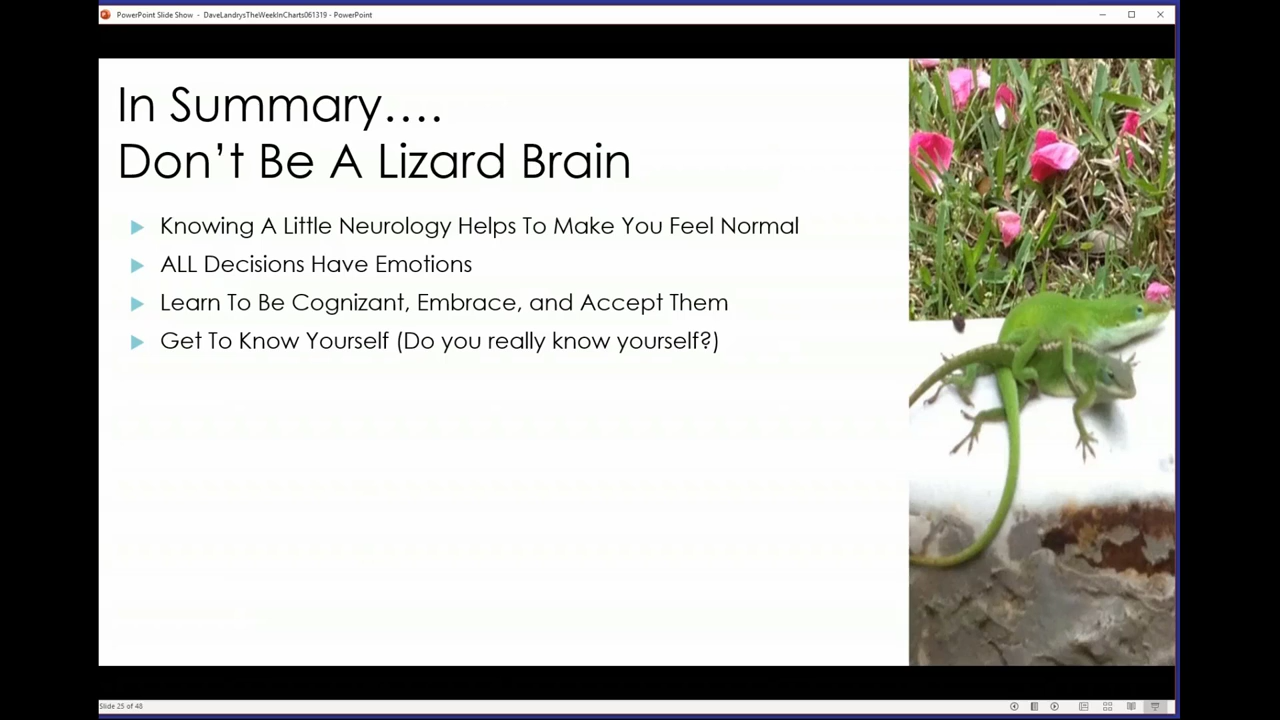 PowerPoint Slide Show - DaveLandrysTheWeekInCharts061319 - PowerPoint
In Summary....
Don't Be A Lizard Brain
Knowing A Little Neurology Helps To Make You Feel Normal
ALL Decisions Have Emotions
Learn To Be Cognizant, Embrace, and Accept Them
Get To Know Yourself (Do you really know yourself?)
Slide 25 of 48